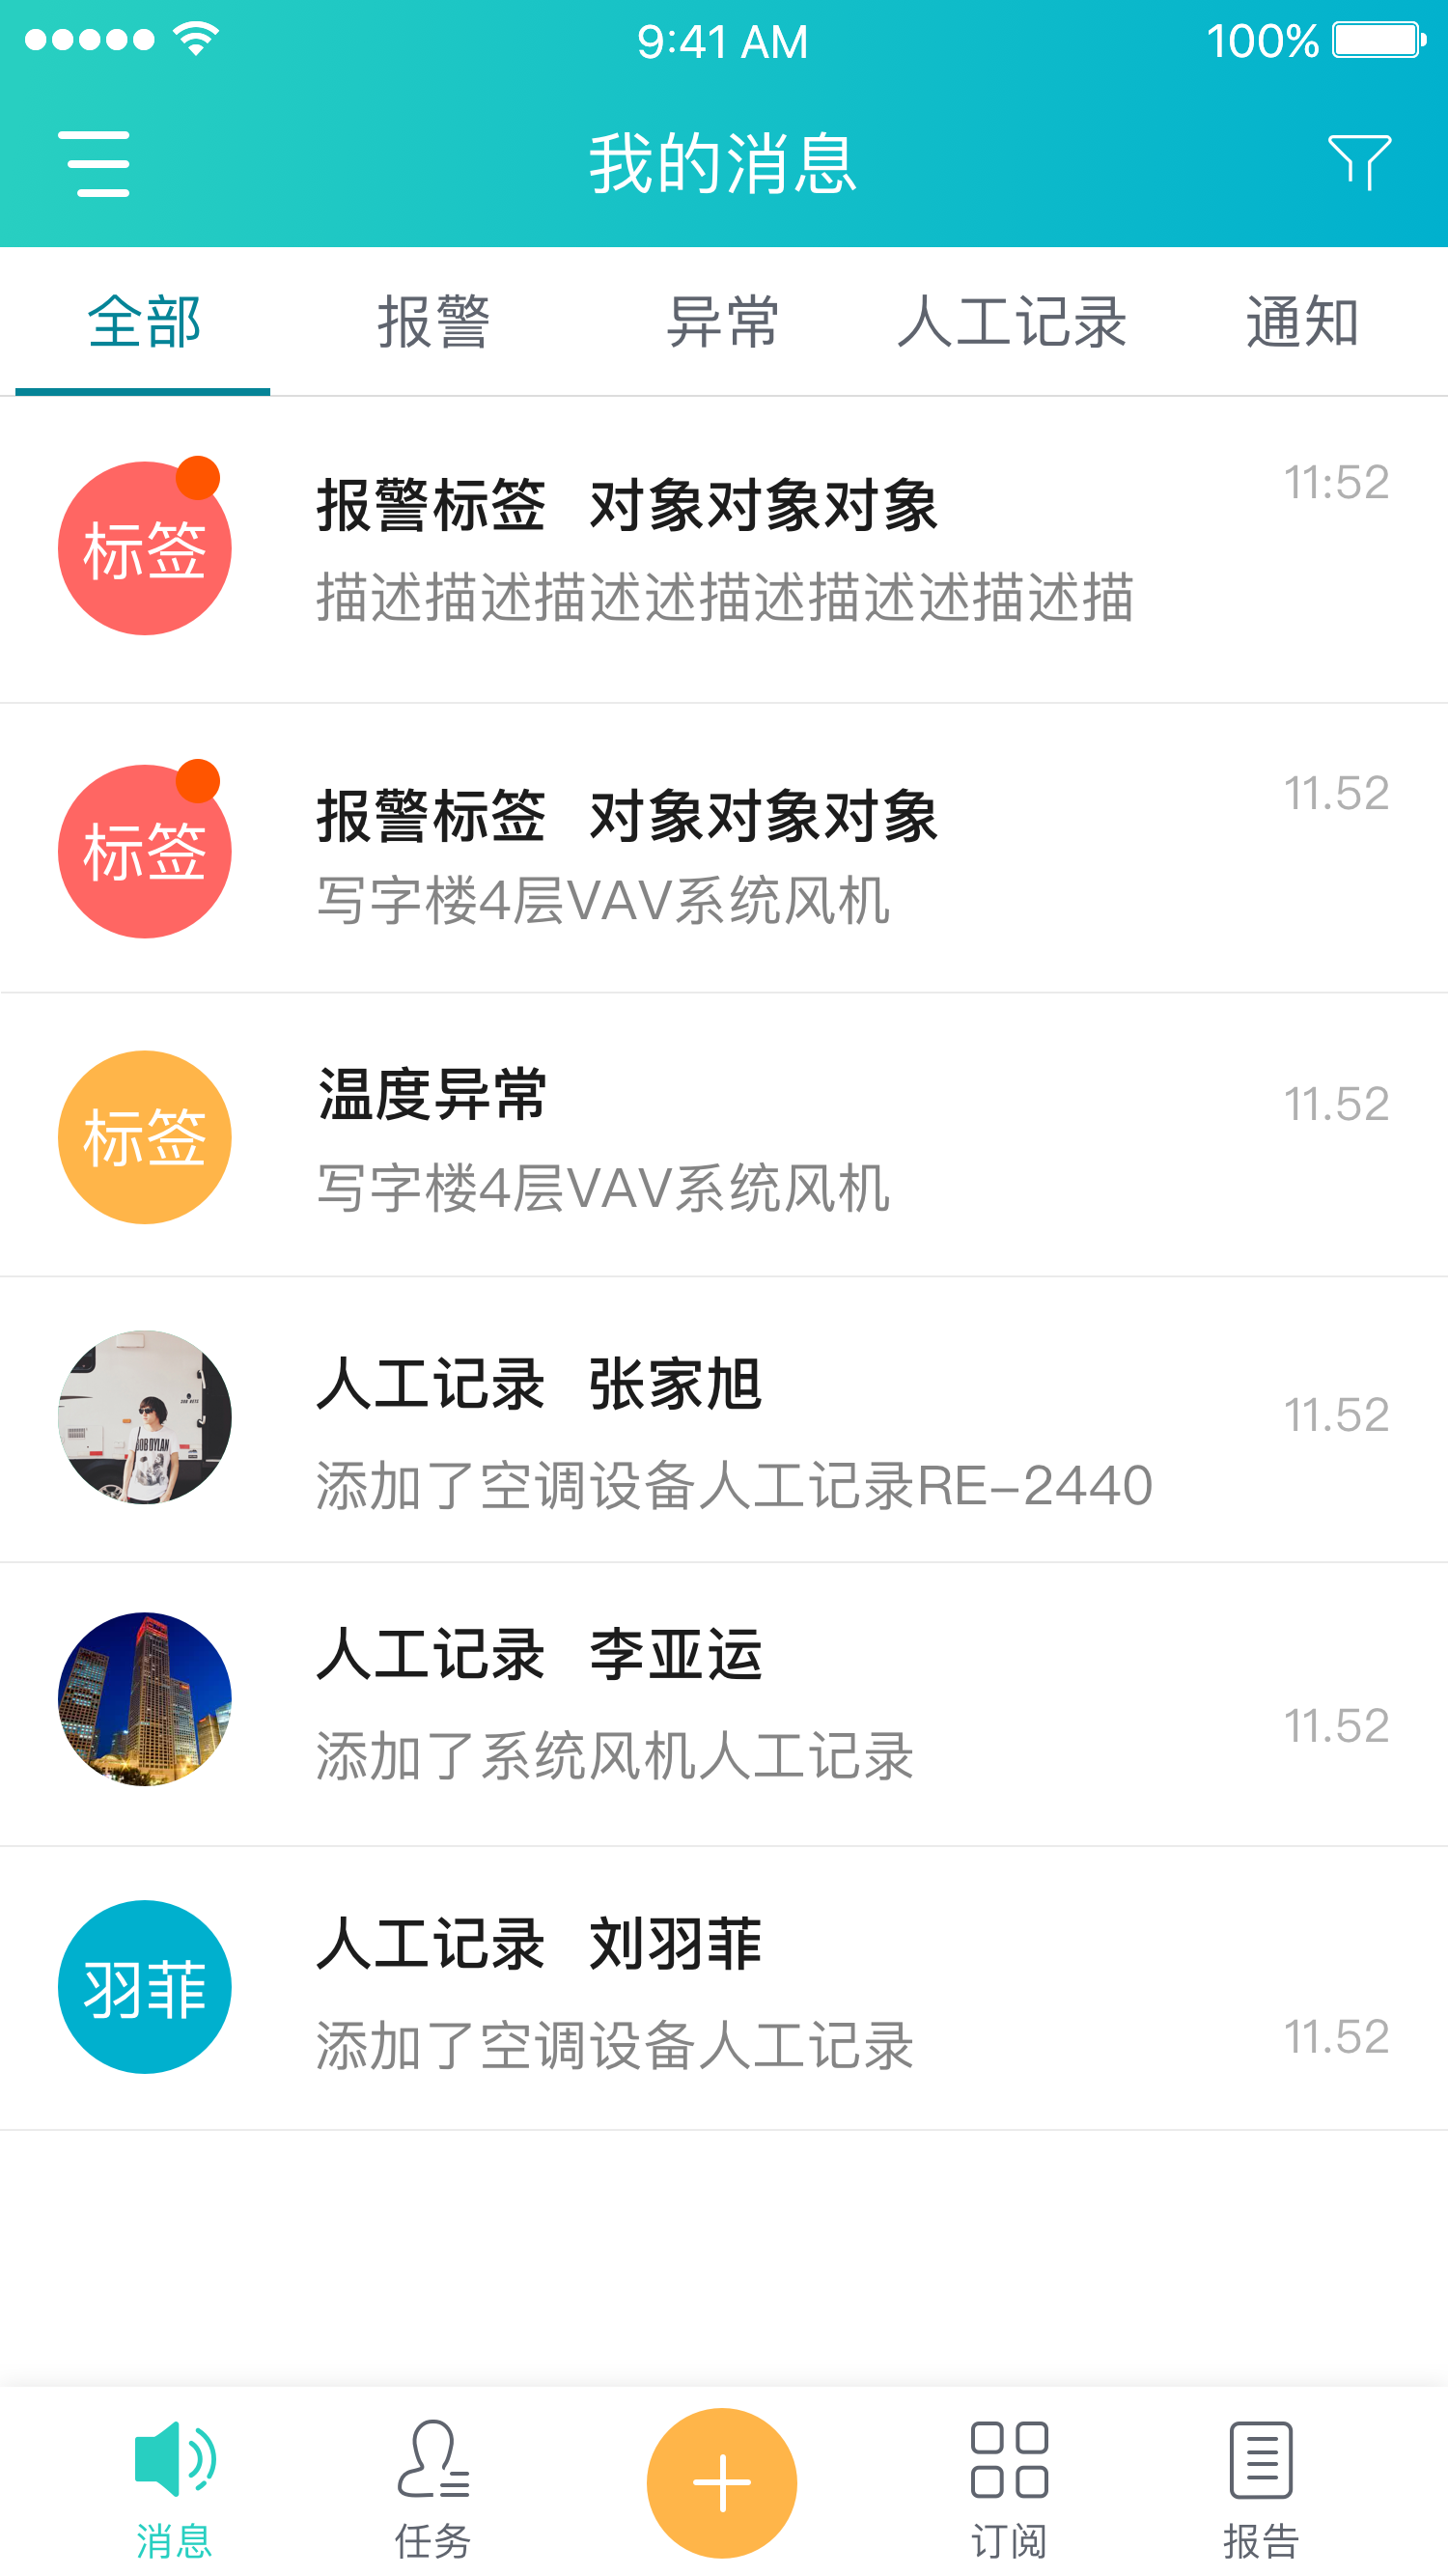 9:41 AM 100%
我的消息
全部 报警 异常 人工记录 通知
标签
报警标签 对象对象对象 11:52
描述描述描述述描述描述述描述描
标签
报警标签 对象对象对象 11.52
写字楼4层VAV系统风机
标签
温度异常 11.52
写字楼4层VAV系统风机
人工记录 张家旭 11.52
添加了空调设备人工记录RE-2440
人工记录 李亚运 11.52
添加了系统风机人工记录
羽菲
人工记录 刘羽菲 11.52
添加了空调设备人工记录
消息 任务 订阅 报告